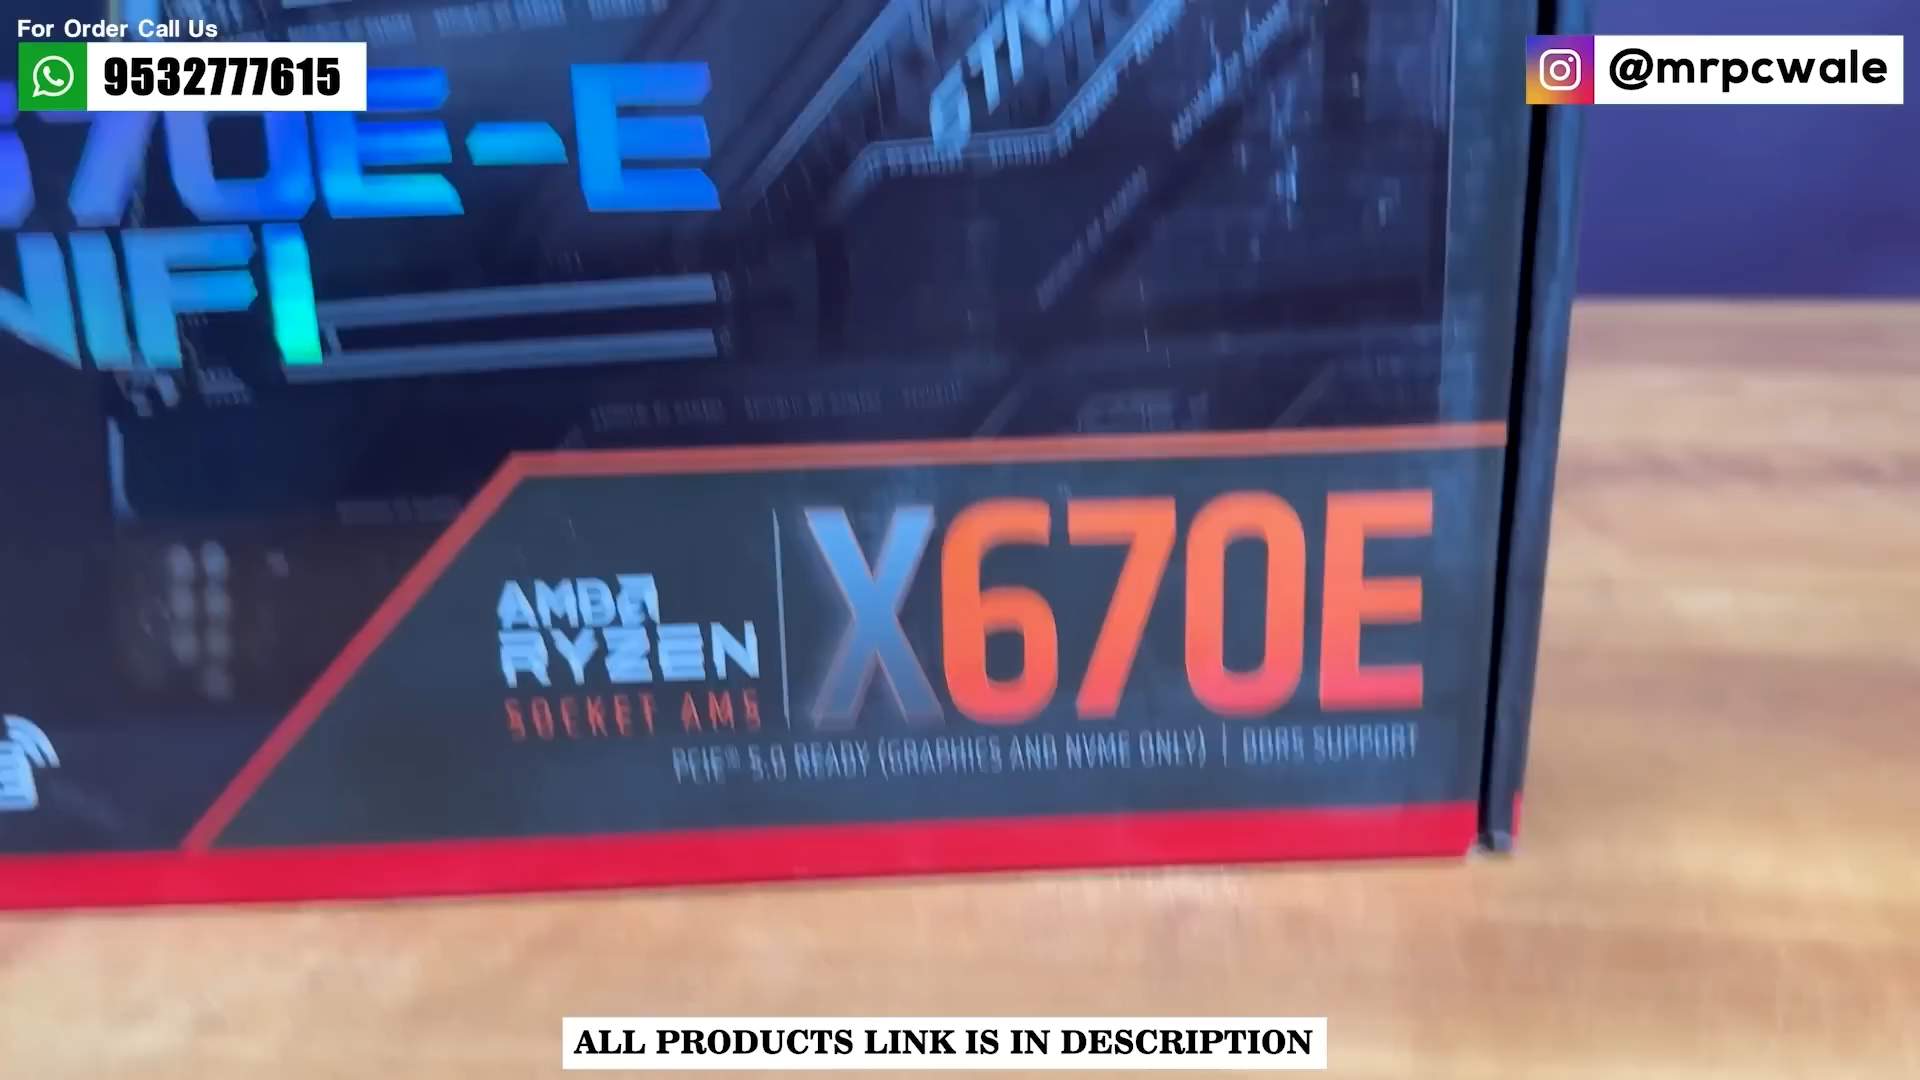 For Order Call Us
9532777615
@mrpcwale
670E-E
WIFI
AMD
RYZEN
SOCKET AM5
X670E
PCIE® 5.0 READY (GRAPHICS AND NVME ONLY) | DDR5 SUPPORT
ALL PRODUCTS LINK IS IN DESCRIPTION